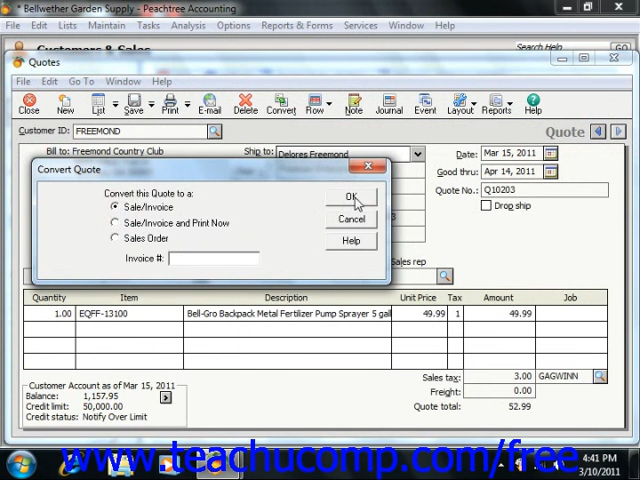 * Bellwether Garden Supply - Peachtree Accounting
File Edit Lists Maintain Tasks Analysis Options Reports & Forms Services Window Help
Customers & Sales
Search Help GO
Quotes
File Edit Go To Window Help
Close New List Save Print E-mail Delete Convert Row Note Journal Event Layout Reports Help
Customer ID: FREEMOND
Quote
Bill to: Freemond Country Club
Ship to: Delores Freemond
Date: Mar 15, 2011
Good thru: Apr 14, 2011
Quote No.: Q10203
Drop ship
Convert Quote
Convert this Quote to a:
Sale/Invoice
Sale/Invoice and Print Now
Sales Order
Invoice #:
OK
Cancel
Help
Sales rep
Quantity Item Description Unit Price Tax Amount Job
1.00 EQFF-13100 Bell-Gro Backpack Metal Fertilizer Pump Sprayer 5 gall 49.99 1 49.99
Sales tax: 3.00 GAGWINN
Freight: 0.00
Quote total: 52.99
Customer Account as of Mar 15, 2011
Balance: 1,157.95
Credit limit: 50,000.00
Credit status: Notify Over Limit
www.teachucomp.com/free
4:41 PM
3/10/2011